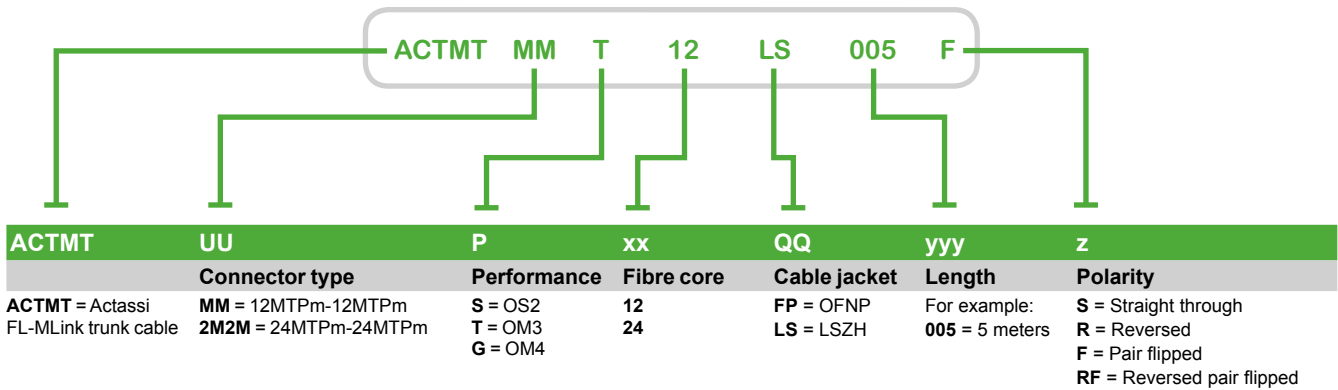 ACTMT MM T 12 LS 005 F
ACTMT UU P xx QQ yyy z
Connector type Performance Fibre core Cable jacket Length Polarity
ACTMT = Actassi MM = 12MTPm-12MTPm S = OS2 12 FP = OFNP For example: S = Straight through
FL-MLink trunk cable 2M2M = 24MTPm-24MTPm T = OM3 24 LS = LSZH 005 = 5 meters R = Reversed
G = OM4 F = Pair flipped
RF = Reversed pair flipped